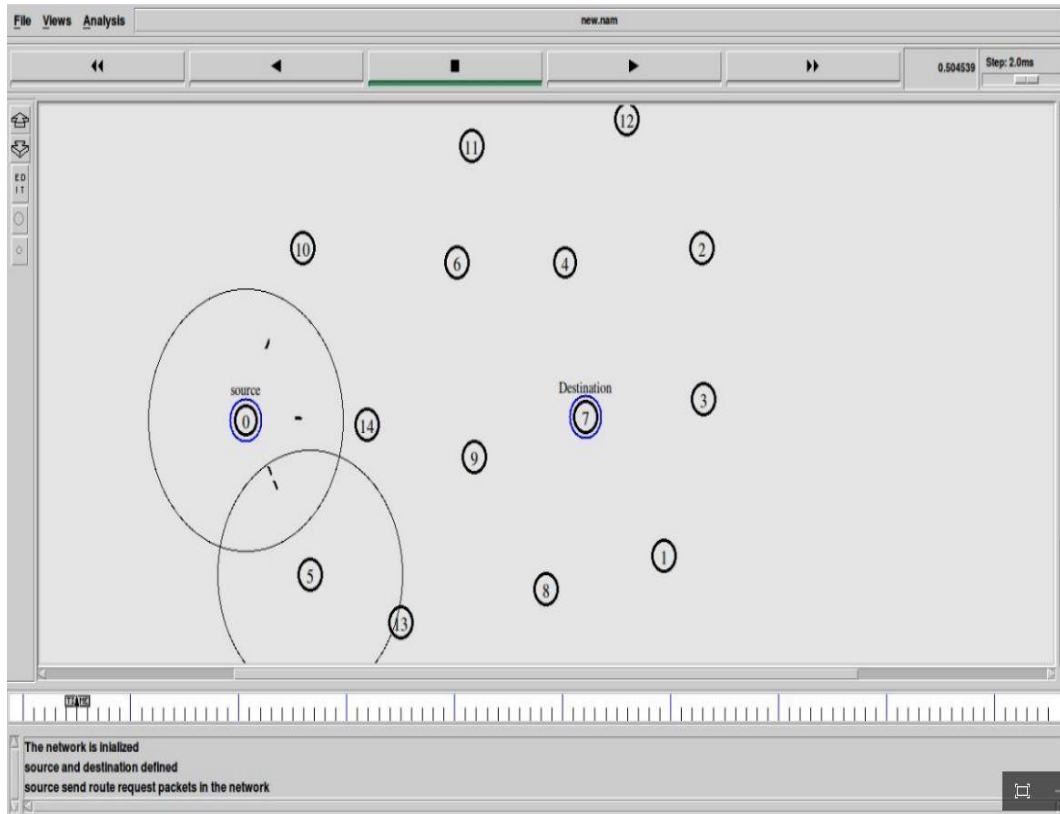 File Views Analysis new.nam
0.504539 Step: 2.0ms
E D
I T
12
11
10
6
4
2
source
Destination
0
14
7
3
9
5
8
1
13
TIME
The network is inialized
source and destination defined
source send route request packets in the network